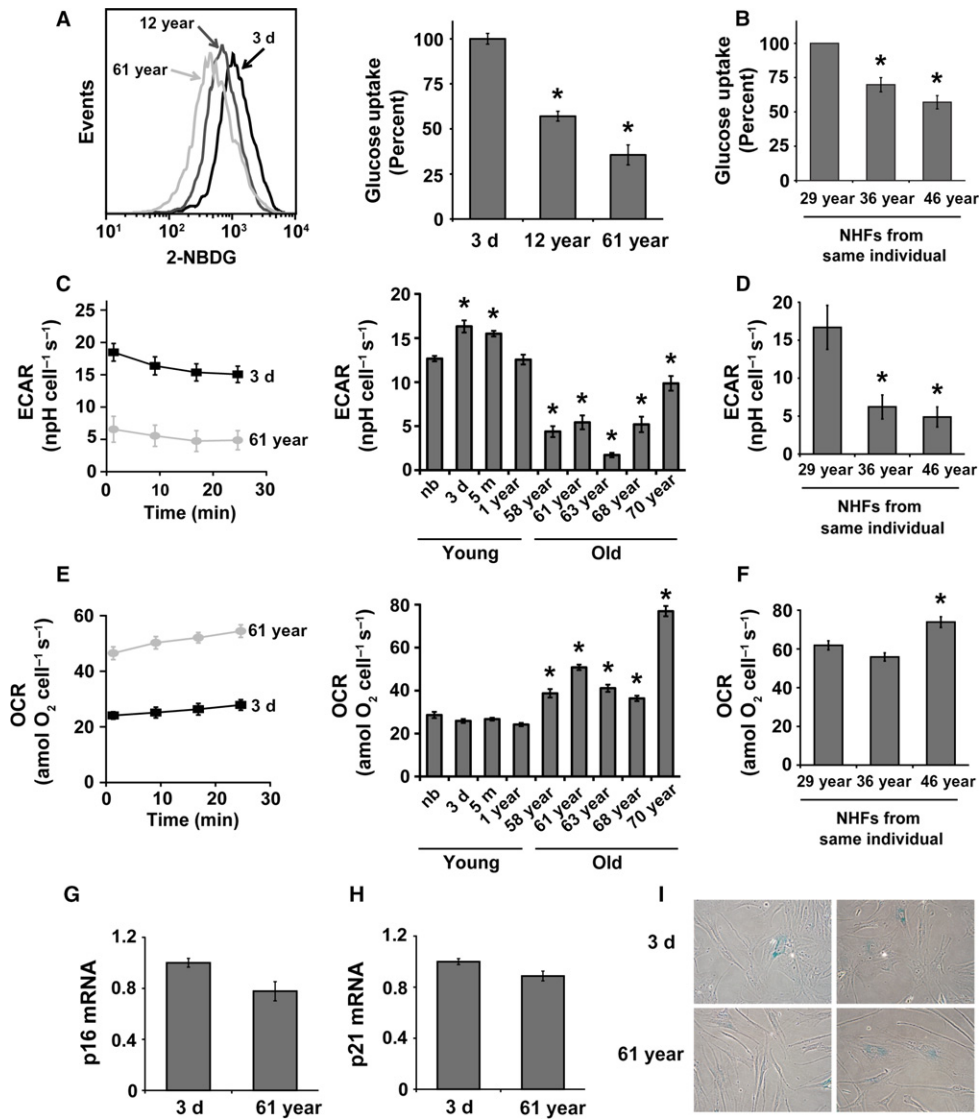 A
12 year
3 d
61 year
Events
10¹ 10² 10³ 10⁴
2-NBDG
Glucose uptake
(Percent)
100
75
50
25
0
* *
3 d 12 year 61 year
B
Glucose uptake
(Percent)
100
75
50
25
0
* *
29 year 36 year 46 year
NHFs from
same individual
C
ECAR
(npH cell⁻¹ s⁻¹)
25
20
15
10
5
0
3 d
61 year
0 10 20 30
Time (min)
ECAR
(npH cell⁻¹ s⁻¹)
20
15
10
5
0
* * * * * * *
nb 3 d 5 m 1 year 58 year 61 year 63 year 68 year 70 year
Young Old
D
ECAR
(npH cell⁻¹ s⁻¹)
20
15
10
5
0
* *
29 year 36 year 46 year
NHFs from
same individual
E
OCR
(amol O₂ cell⁻¹ s⁻¹)
60
40
20
0
61 year
3 d
0 10 20 30
Time (min)
OCR
(amol O₂ cell⁻¹ s⁻¹)
80
60
40
20
0
* * * * *
nb 3 d 5 m 1 year 58 year 61 year 63 year 68 year 70 year
Young Old
F
OCR
(amol O₂ cell⁻¹ s⁻¹)
80
60
40
20
0
*
29 year 36 year 46 year
NHFs from
same individual
G
p16 mRNA
1.2
0.8
0.4
0
3 d 61 year
H
p21 mRNA
1.2
0.8
0.4
0
3 d 61 year
I
3 d
61 year